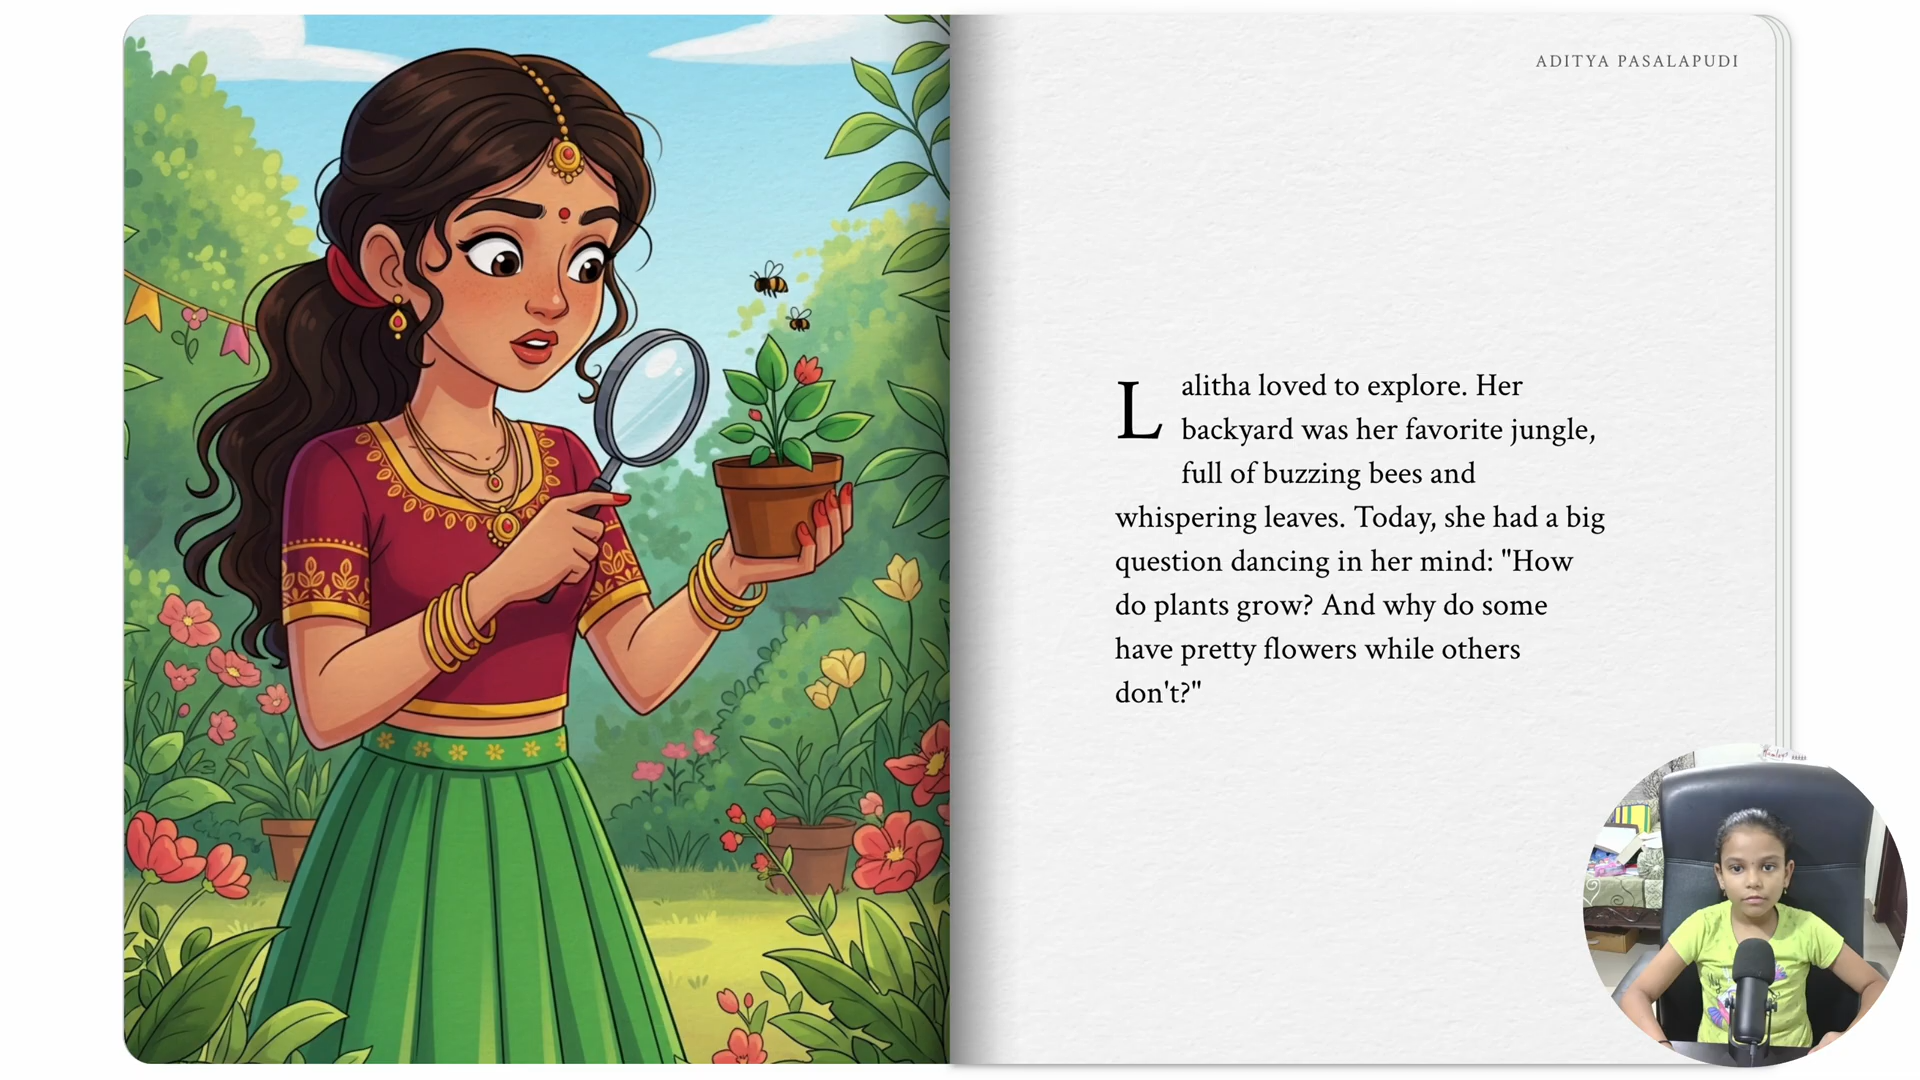 ADITYA PASALAPUDI
Lalitha loved to explore. Her
backyard was her favorite jungle,
full of buzzing bees and
whispering leaves. Today, she had a big
question dancing in her mind: "How
do plants grow? And why do some
have pretty flowers while others
don't?"